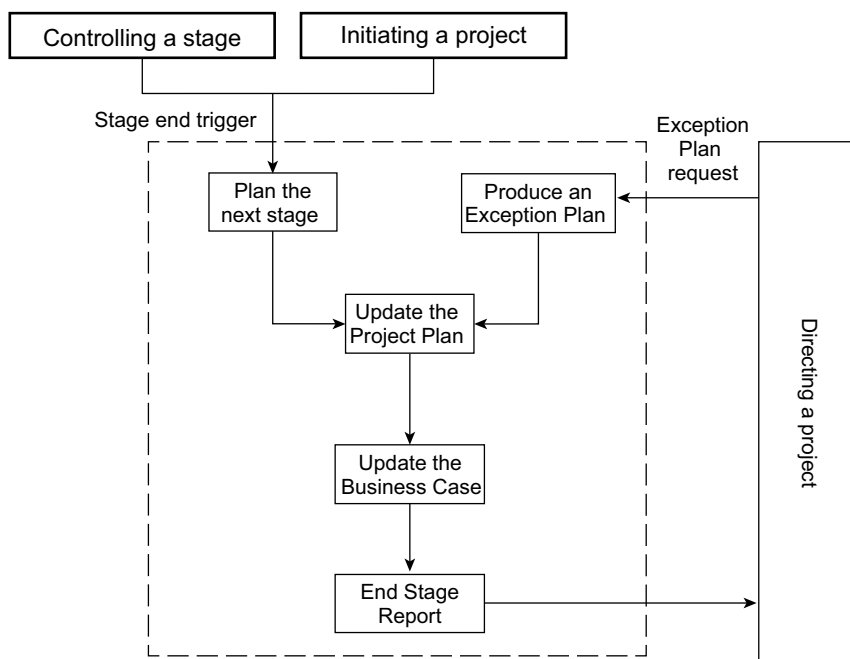 Controlling a stage
Initiating a project
Stage end trigger
Exception
Plan
request
Plan the
next stage
Produce an
Exception Plan
Update the
Project Plan
Directing a project
Update the
Business Case
End Stage
Report